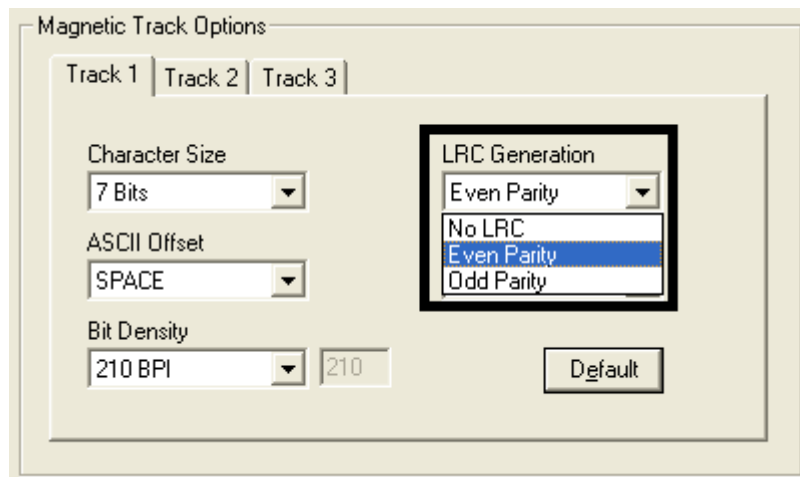 Magnetic Track Options
Track 1 Track 2 Track 3
Character Size
7 Bits
ASCII Offset
SPACE
Bit Density
210 BPI 210
LRC Generation
Even Parity
No LRC
Even Parity
Odd Parity
Default